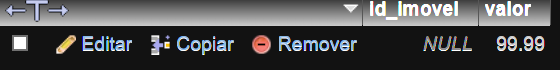 id_imovel valor
Editar Copiar Remover NULL 99.99